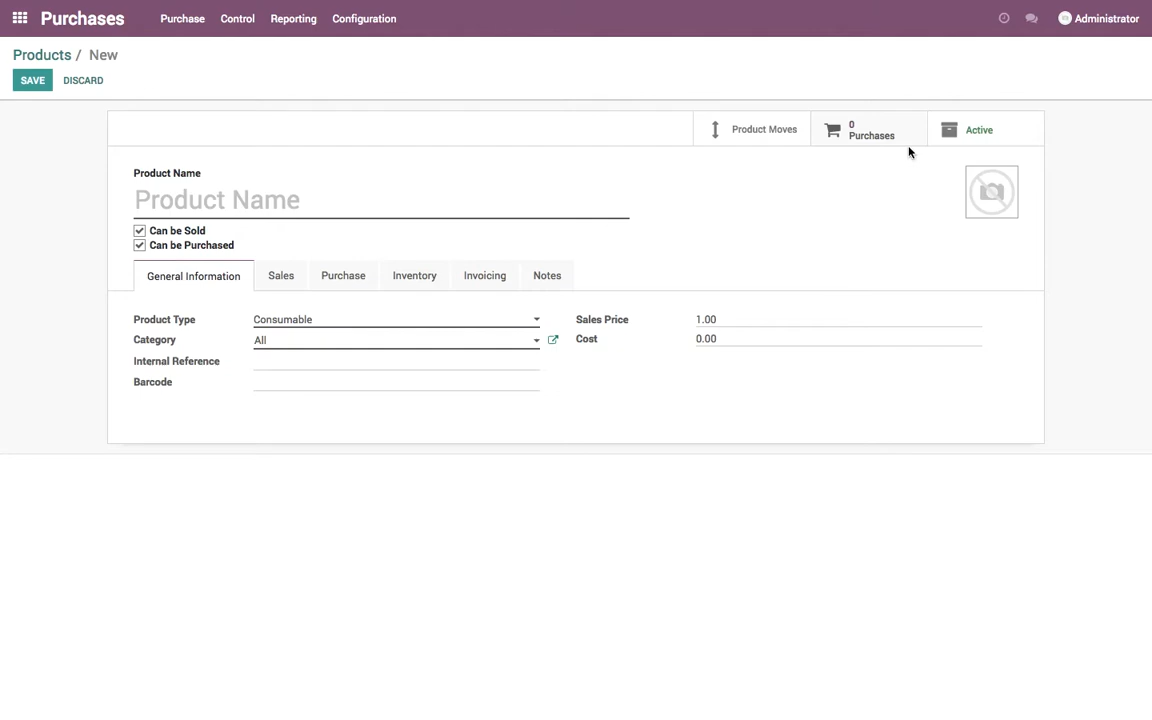 Purchases Purchase Control Reporting Configuration Administrator
Products / New
SAVE DISCARD
Product Moves 0 Purchases Active
Product Name
Product Name
Can be Sold
Can be Purchased
General Information Sales Purchase Inventory Invoicing Notes
Product Type Consumable Sales Price 1.00
Category All Cost 0.00
Internal Reference
Barcode